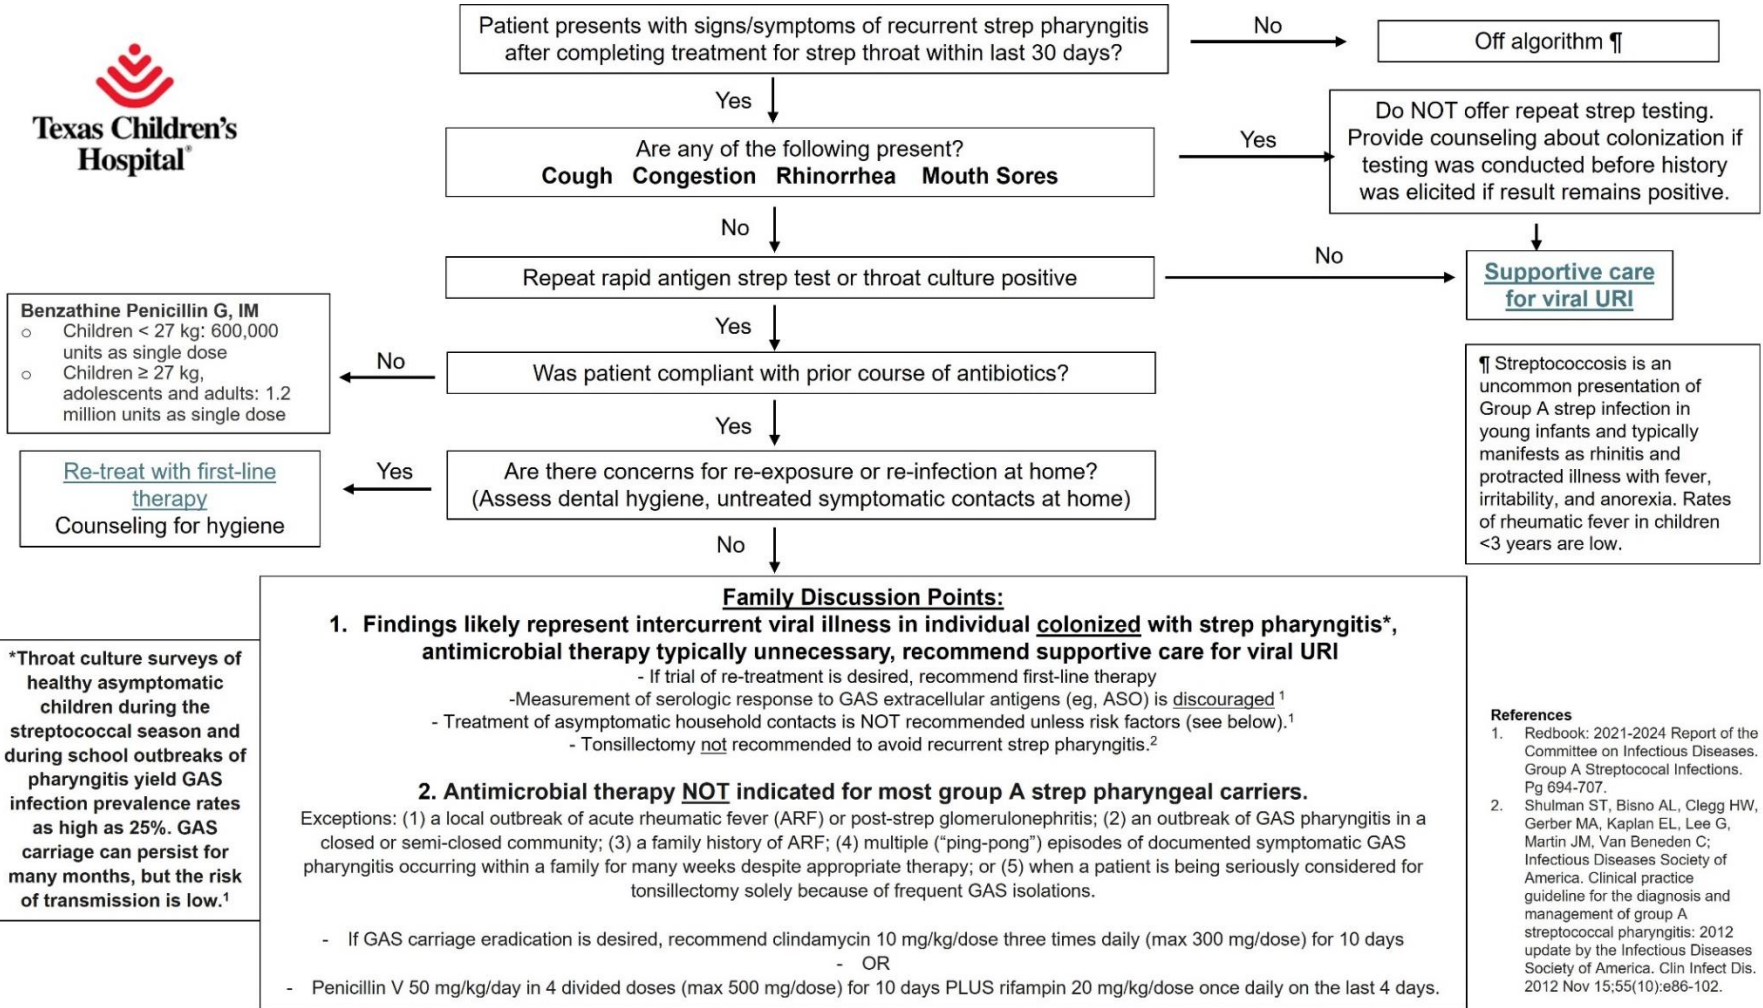 Texas Children's
Hospital®
Patient presents with signs/symptoms of recurrent strep pharyngitis
after completing treatment for strep throat within last 30 days?
No
Off algorithm ¶
Yes
Are any of the following present?
Cough Congestion Rhinorrhea Mouth Sores
Yes
Do NOT offer repeat strep testing.
Provide counseling about colonization if
testing was conducted before history
was elicited if result remains positive.
No
Repeat rapid antigen strep test or throat culture positive
No
Supportive care
for viral URI
Yes
Was patient compliant with prior course of antibiotics?
No
Benzathine Penicillin G, IM
o Children < 27 kg: 600,000
units as single dose
o Children ≥ 27 kg,
adolescents and adults: 1.2
million units as single dose
Yes
Are there concerns for re-exposure or re-infection at home?
(Assess dental hygiene, untreated symptomatic contacts at home)
Yes
Re-treat with first-line
therapy
Counseling for hygiene
No
¶ Streptococcosis is an
uncommon presentation of
Group A strep infection in
young infants and typically
manifests as rhinitis and
protracted illness with fever,
irritability, and anorexia. Rates
of rheumatic fever in children
<3 years are low.
Family Discussion Points:
1. Findings likely represent intercurrent viral illness in individual colonized with strep pharyngitis*,
antimicrobial therapy typically unnecessary, recommend supportive care for viral URI
- If trial of re-treatment is desired, recommend first-line therapy
-Measurement of serologic response to GAS extracellular antigens (eg, ASO) is discouraged ¹
- Treatment of asymptomatic household contacts is NOT recommended unless risk factors (see below).¹
- Tonsillectomy not recommended to avoid recurrent strep pharyngitis.²
2. Antimicrobial therapy NOT indicated for most group A strep pharyngeal carriers.
Exceptions: (1) a local outbreak of acute rheumatic fever (ARF) or post-strep glomerulonephritis; (2) an outbreak of GAS pharyngitis in a
closed or semi-closed community; (3) a family history of ARF; (4) multiple (“ping-pong”) episodes of documented symptomatic GAS
pharyngitis occurring within a family for many weeks despite appropriate therapy; or (5) when a patient is being seriously considered for
tonsillectomy solely because of frequent GAS isolations.
- If GAS carriage eradication is desired, recommend clindamycin 10 mg/kg/dose three times daily (max 300 mg/dose) for 10 days
- OR
- Penicillin V 50 mg/kg/day in 4 divided doses (max 500 mg/dose) for 10 days PLUS rifampin 20 mg/kg/dose once daily on the last 4 days.
*Throat culture surveys of
healthy asymptomatic
children during the
streptococcal season and
during school outbreaks of
pharyngitis yield GAS
infection prevalence rates
as high as 25%. GAS
carriage can persist for
many months, but the risk
of transmission is low.¹
References
1. Redbook: 2021-2024 Report of the
Committee on Infectious Diseases.
Group A Streptococal Infections.
Pg 694-707.
2. Shulman ST, Bisno AL, Clegg HW,
Gerber MA, Kaplan EL, Lee G,
Martin JM, Van Beneden C;
Infectious Diseases Society of
America. Clinical practice
guideline for the diagnosis and
management of group A
streptococcal pharyngitis: 2012
update by the Infectious Diseases
Society of America. Clin Infect Dis.
2012 Nov 15;55(10):e86-102.